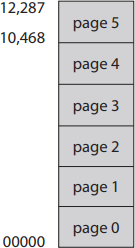 12,287
page 5
10,468
page 4
page 3
page 2
page 1
page 0
00000